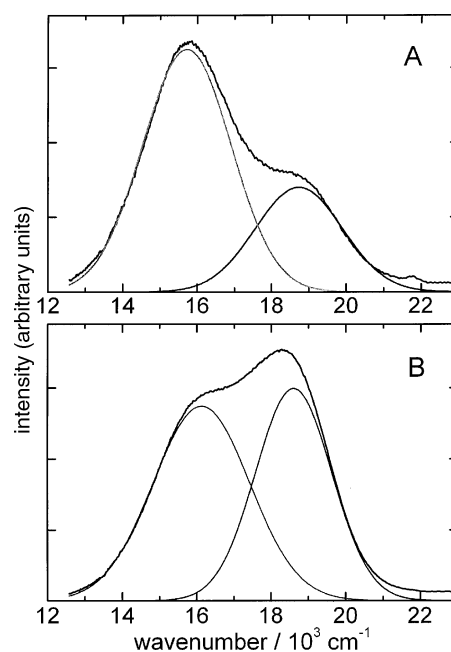 A
12 14 16 18 20 22
intensity (arbitrary units)
B
12 14 16 18 20 22
wavenumber / 10³ cm⁻¹